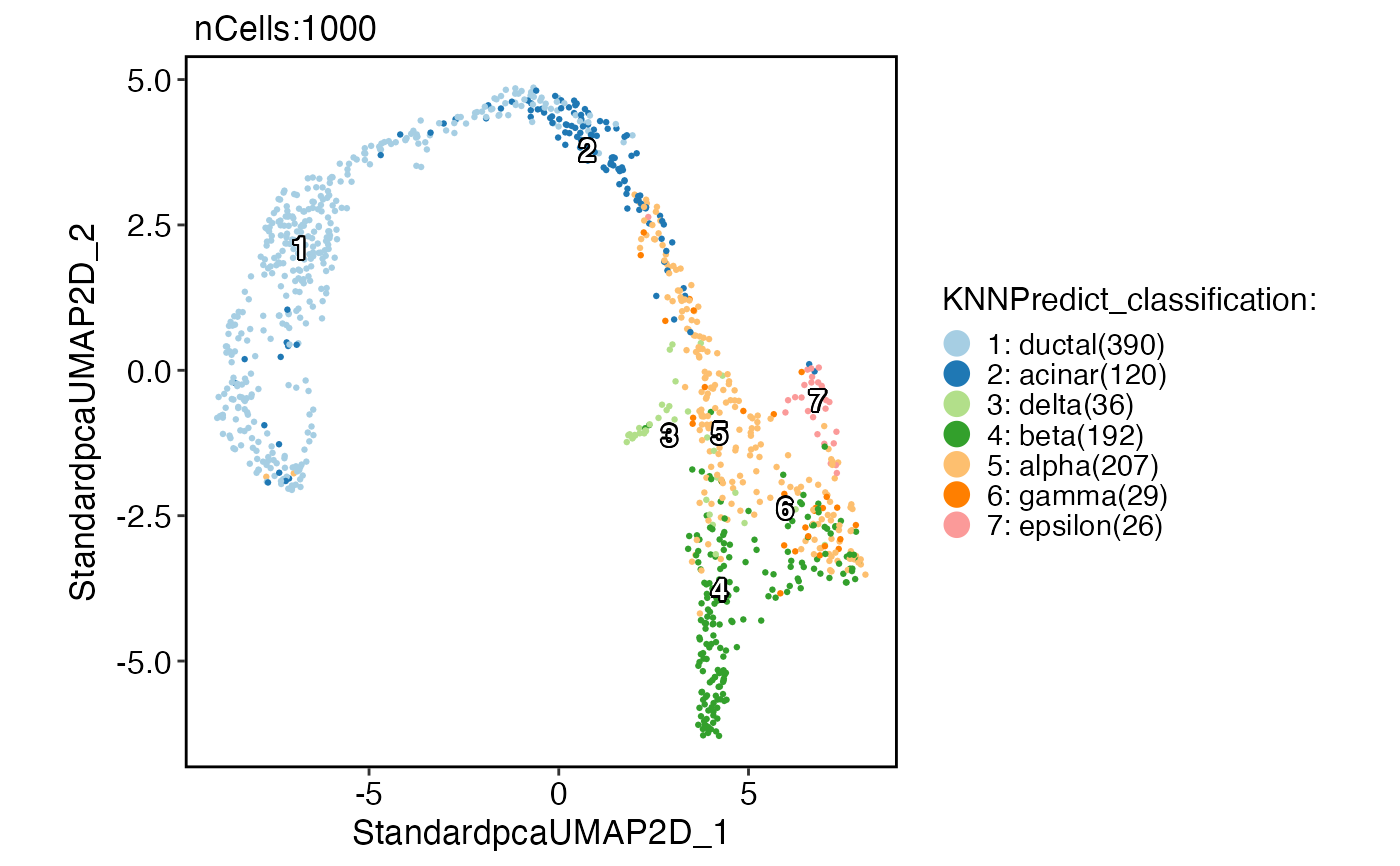 nCells:1000
StandardpcaUMAP2D_2
5.0
2.5
0.0
-2.5
-5.0
1
2
3
5
7
6
4
-5
0
5
StandardpcaUMAP2D_1
KNNPredict_classification:
1: ductal(390)
2: acinar(120)
3: delta(36)
4: beta(192)
5: alpha(207)
6: gamma(29)
7: epsilon(26)